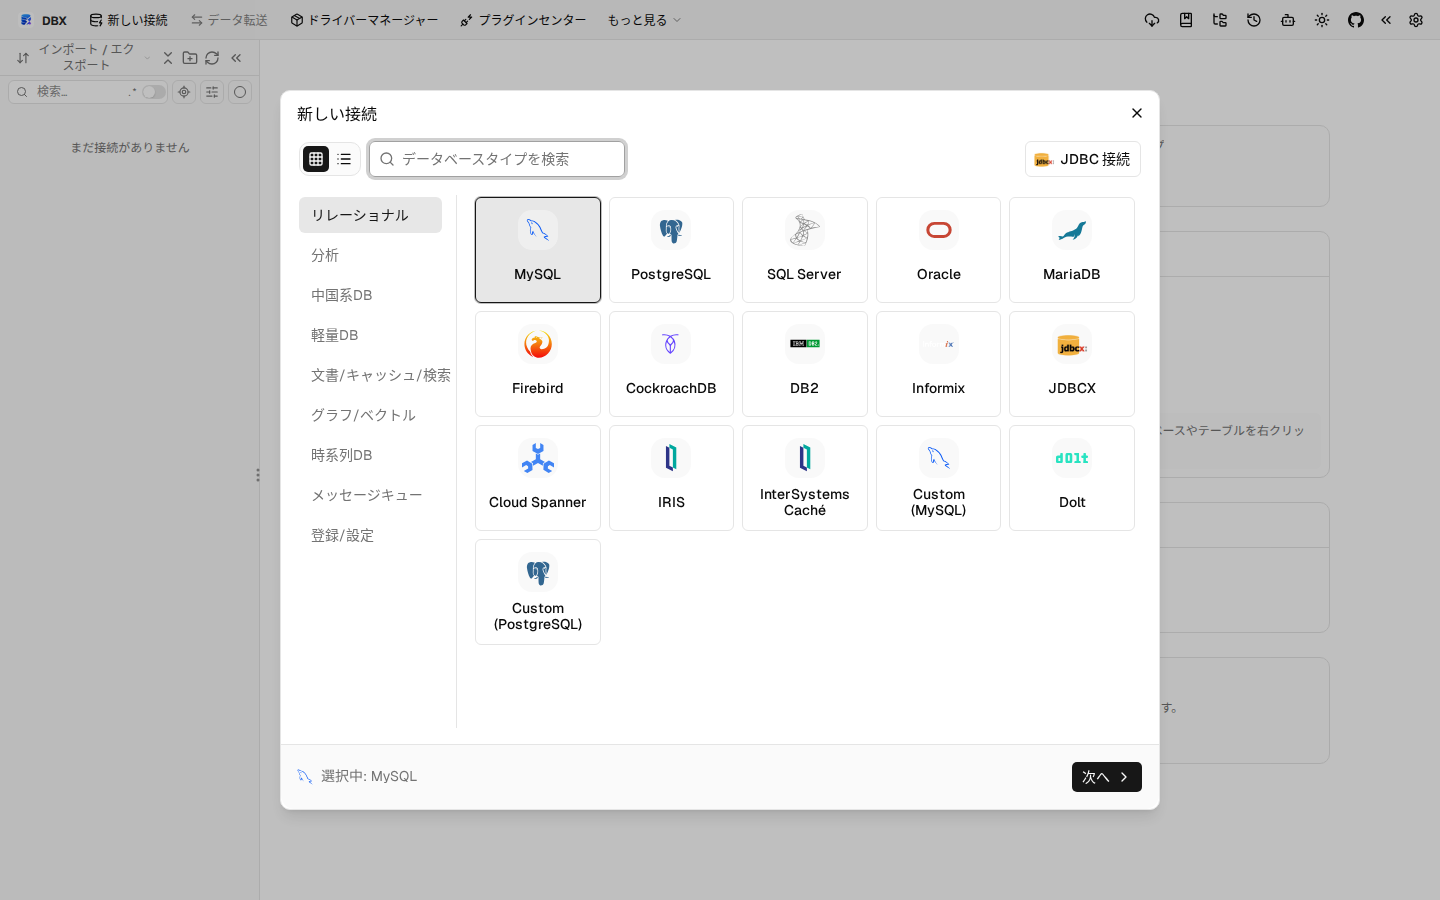 DBX 新しい接続 データ転送 ドライバーマネージャー プラグインセンター もっと見る
インポート / エク
スポート
検索... .*
まだ接続がありません
新しい接続
データベースタイプを検索
JDBC 接続
リレーショナル
分析
中国系DB
軽量DB
文書/キャッシュ/検索
グラフ/ベクトル
時系列DB
メッセージキュー
登録/設定
MySQL PostgreSQL SQL Server Oracle MariaDB
IBM DB2 ix jdbcx:
Firebird CockroachDB DB2 Informix JDBCX
Cloud Spanner IRIS InterSystems
Caché Custom
(MySQL) Dolt
Custom
(PostgreSQL)
ースやテーブルを右クリッ
す。
選択中: MySQL
次へ